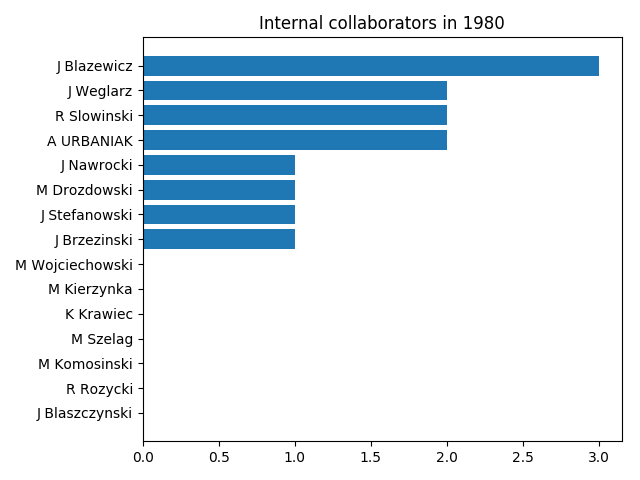 Internal collaborators in 1980
J Blazewicz
J Weglarz
R Slowinski
A URBANIAK
J Nawrocki
M Drozdowski
J Stefanowski
J Brzezinski
M Wojciechowski
M Kierzynka
K Krawiec
M Szelag
M Komosinski
R Rozycki
J Blaszczynski
0.0 0.5 1.0 1.5 2.0 2.5 3.0